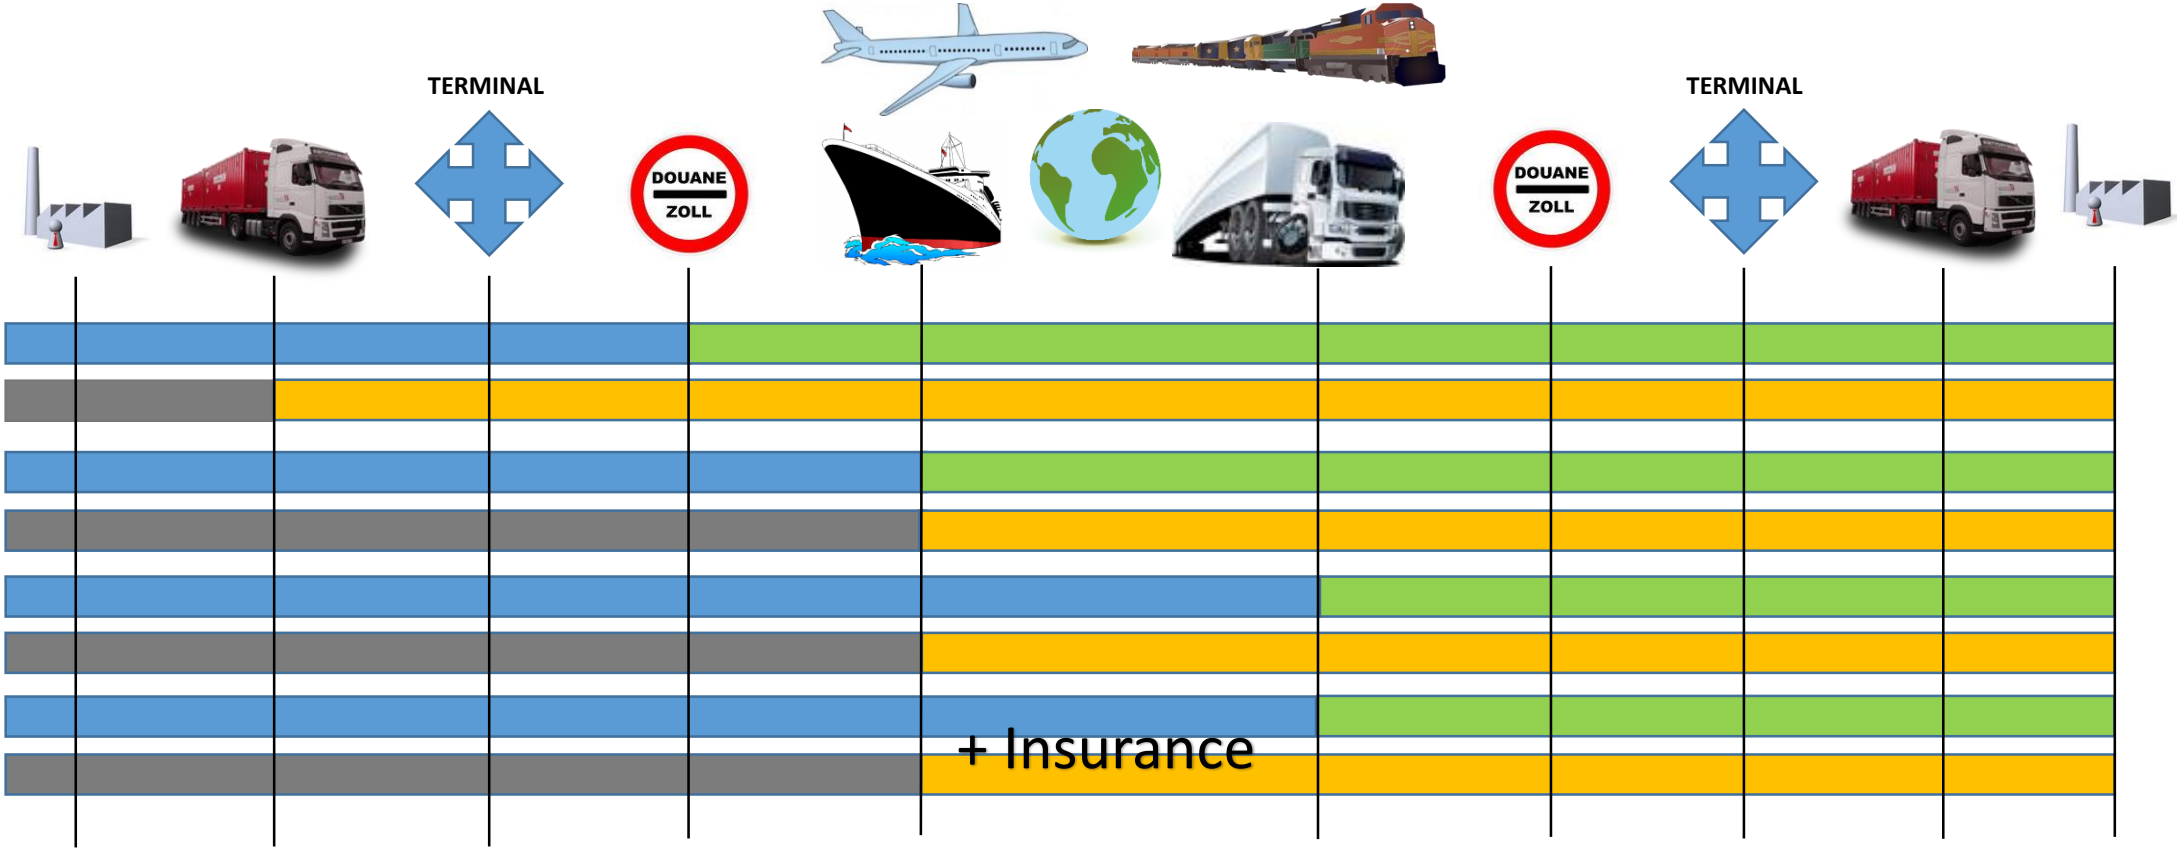 TERMINAL
TERMINAL
DOUANE
ZOLL
DOUANE
ZOLL
+ Insurance